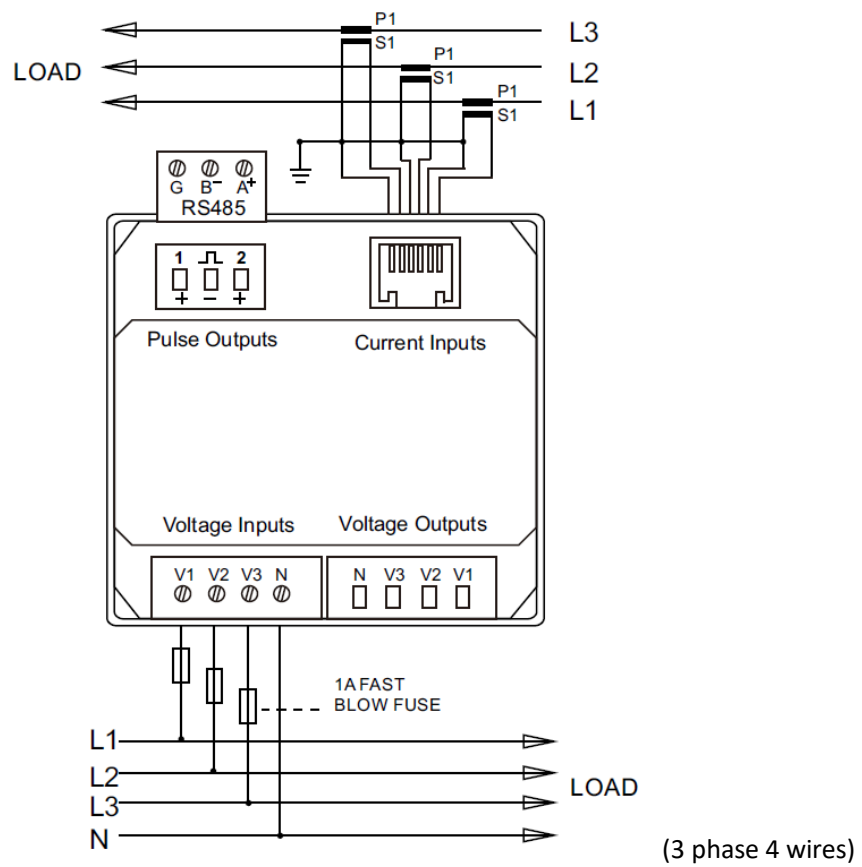 P1
L3
S1
P1
LOAD
L2
S1
P1
L1
S1
G B- A+
RS485
1 2
+ − +
Pulse Outputs
Current Inputs
Voltage Inputs
Voltage Outputs
V1 V2 V3 N
N V3 V2 V1
1A FAST
BLOW FUSE
L1
L2
LOAD
L3
N
(3 phase 4 wires)